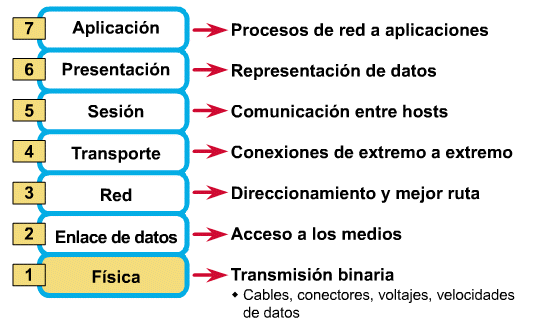 7 Aplicación Procesos de red a aplicaciones
6 Presentación Representación de datos
5 Sesión Comunicación entre hosts
4 Transporte Conexiones de extremo a extremo
3 Red Direccionamiento y mejor ruta
2 Enlace de datos Acceso a los medios
1 Física Transmisión binaria
• Cables, conectores, voltajes, velocidades
de datos